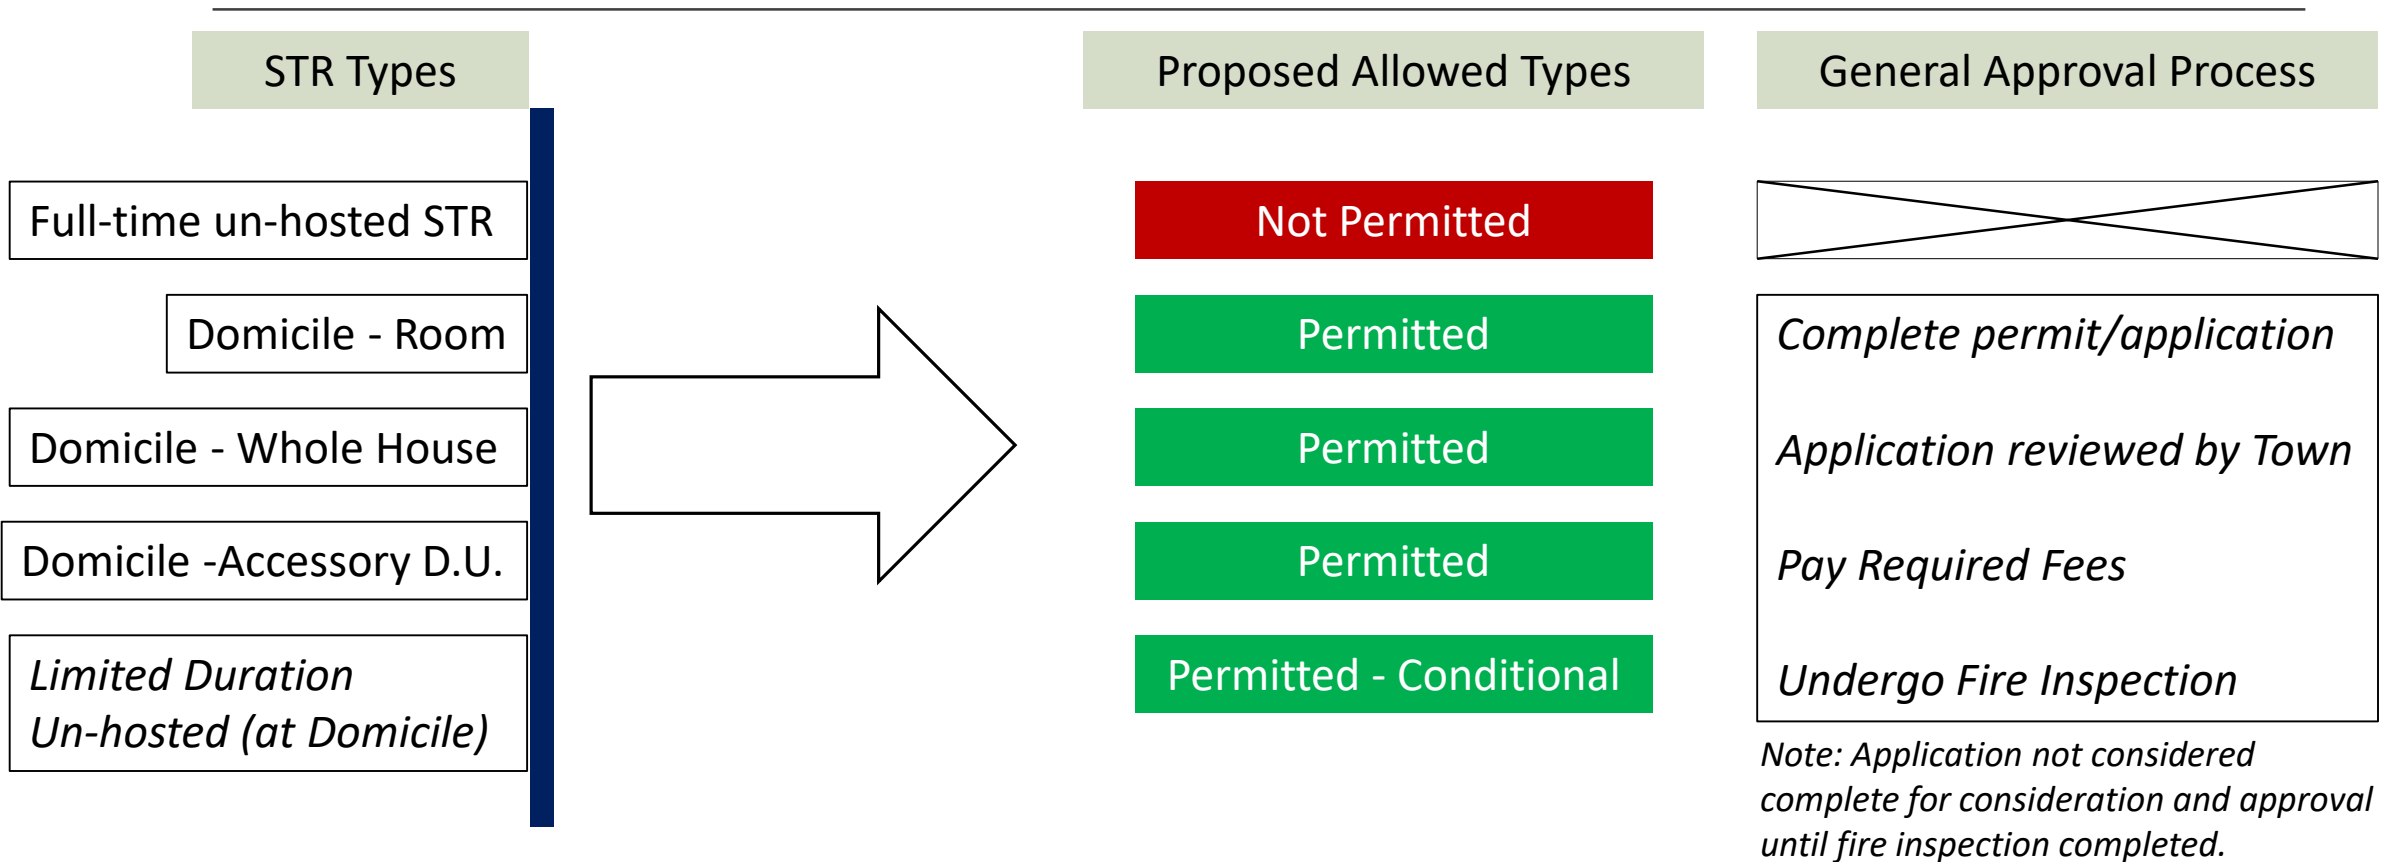 STR Types
Proposed Allowed Types
General Approval Process
Full-time un-hosted STR
Not Permitted
Domicile - Room
Permitted
Complete permit/application
Domicile - Whole House
Permitted
Application reviewed by Town
Domicile -Accessory D.U.
Permitted
Pay Required Fees
Limited Duration
Un-hosted (at Domicile)
Permitted - Conditional
Undergo Fire Inspection
Note: Application not considered
complete for consideration and approval
until fire inspection completed.